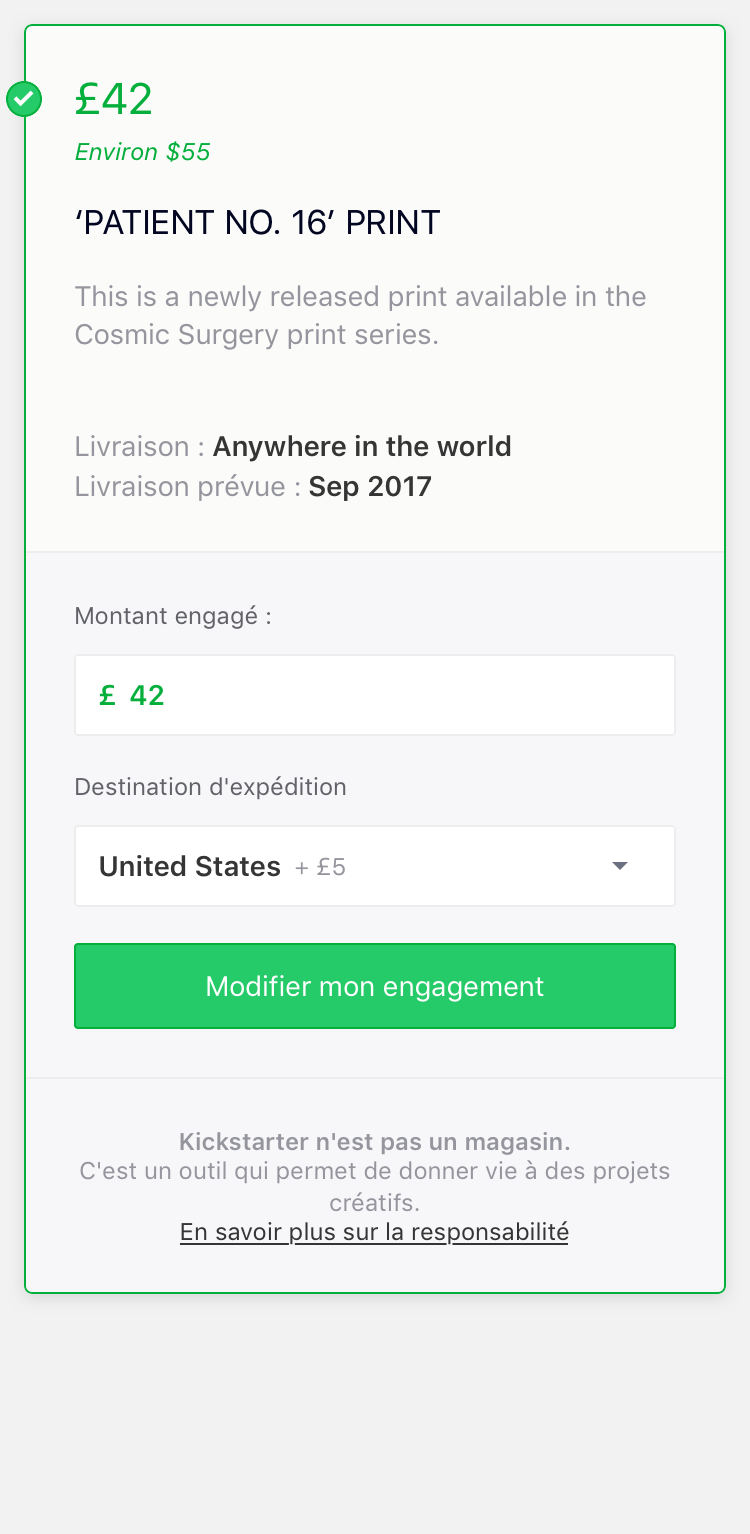 £42
Environ $55
‘PATIENT NO. 16’ PRINT
This is a newly released print available in the
Cosmic Surgery print series.
Livraison : Anywhere in the world
Livraison prévue : Sep 2017
Montant engagé :
£ 42
Destination d'expédition
United States + £5
Modifier mon engagement
Kickstarter n'est pas un magasin.
C'est un outil qui permet de donner vie à des projets
créatifs.
En savoir plus sur la responsabilité